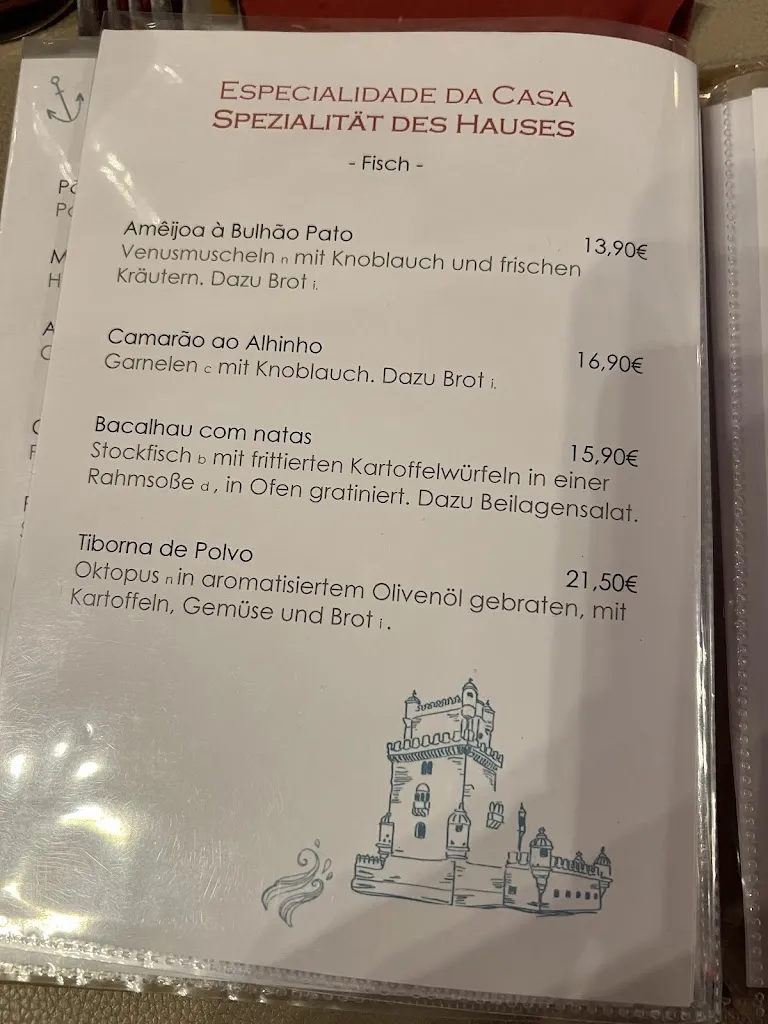 ESPECIALIDADE DA CASA
SPEZIALITÄT DES HAUSES
- Fisch -
Amêijoa à Bulhão Pato
13,90€
Venusmuscheln n mit Knoblauch und frischen
Kräutern. Dazu Brot i.
Camarão ao Alhinho
16,90€
Garnelen c mit Knoblauch. Dazu Brot i.
Bacalhau com natas
15,90€
Stockfisch b mit frittierten Kartoffelwürfeln in einer
Rahmsoße d , in Ofen gratiniert. Dazu Beilagensalat.
Tiborna de Polvo
21,50€
Oktopus n in aromatisiertem Olivenöl gebraten, mit
Kartoffeln, Gemüse und Brot i .